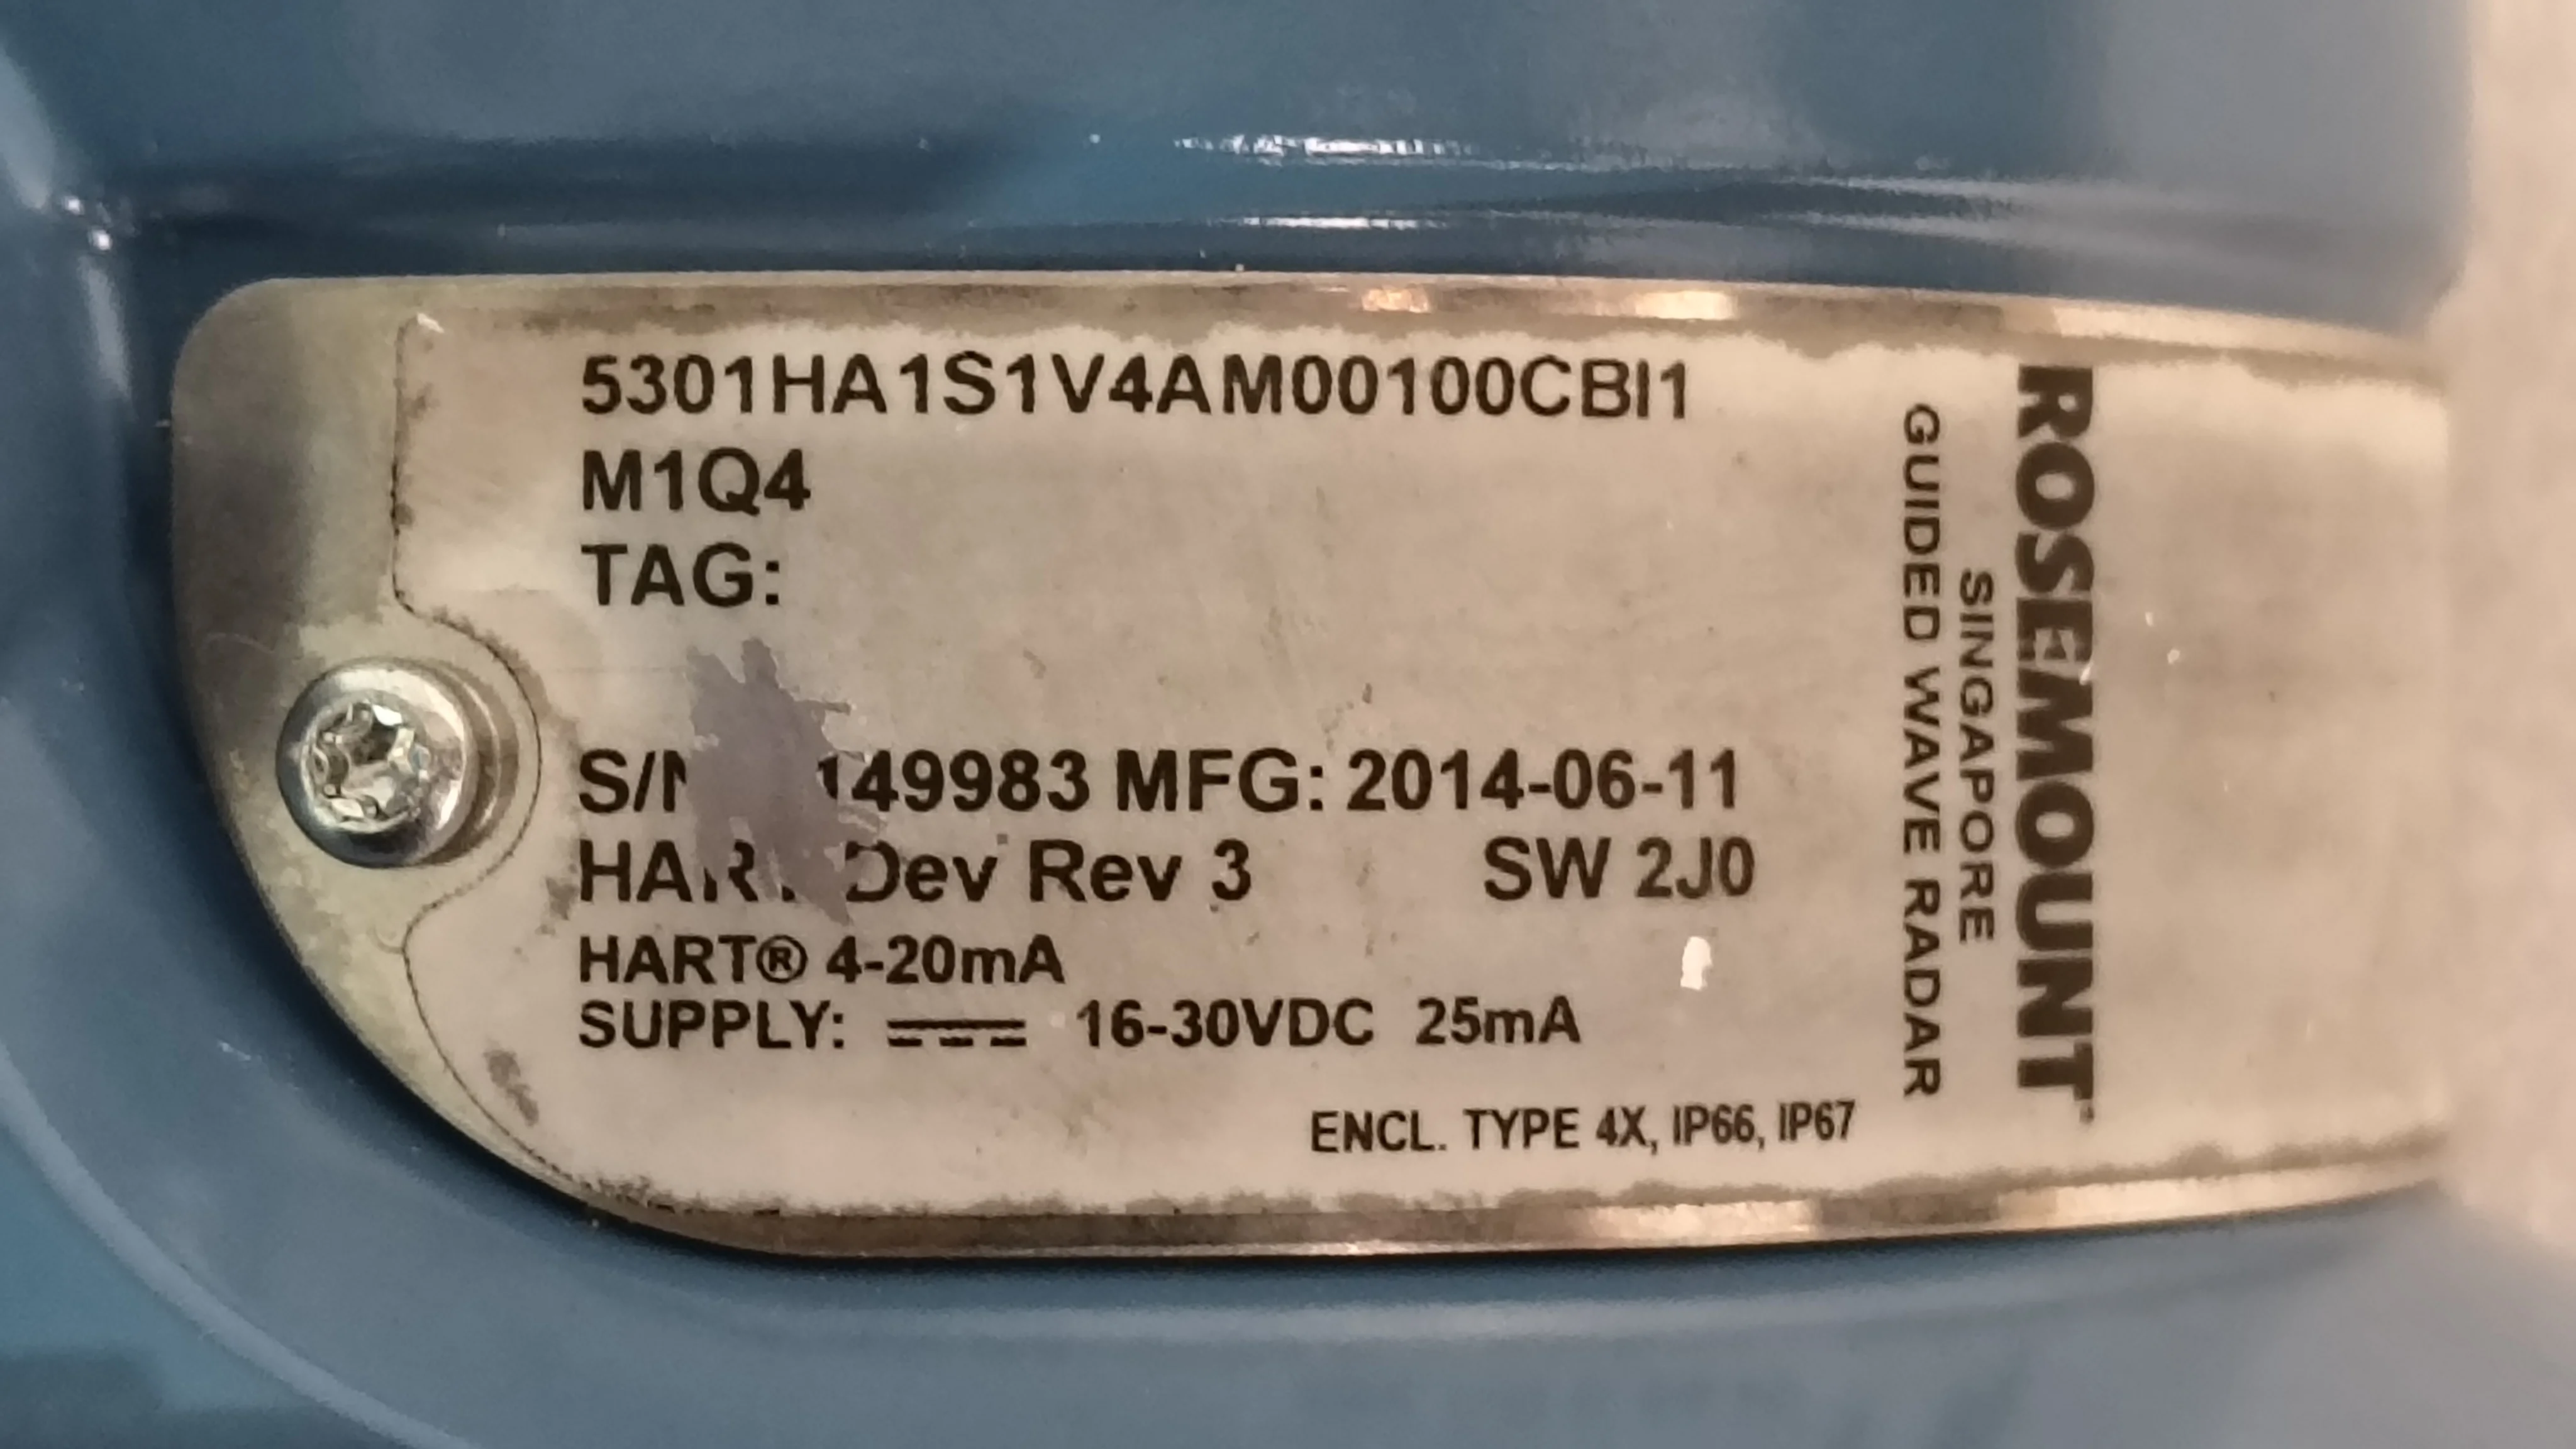 5301HA1S1V4AM00100CBI1
M1Q4
TAG:
149983 MFG: 2014-06-11
Dev Rev 3 SW 2J0
HART® 4-20mA
SUPPLY: 16-30VDC 25mA
ENCL. TYPE 4X, IP66, IP67
GUIDED WAVE RADAR
SINGAPORE
ROSEMOUNT